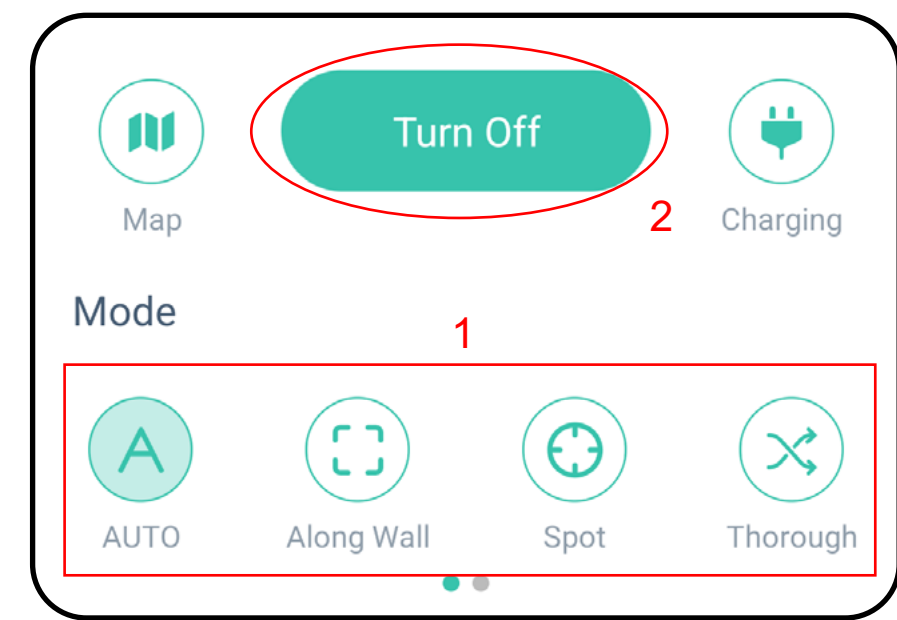 Turn Off
Map
2
Charging
Mode
1
A
AUTO
Along Wall
Spot
Thorough